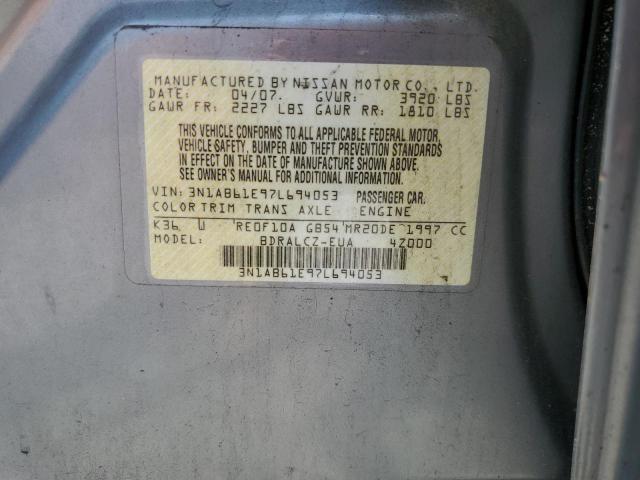 MANUFACTURED BY NISSAN MOTOR CO., LTD.
DATE: 04/07. GVWR: 3920 LBS
GAWR FR: 2227 LBS GAWR RR: 1810 LBS
THIS VEHICLE CONFORMS TO ALL APPLICABLE FEDERAL MOTOR,
VEHICLE SAFETY, BUMPER AND THEFT PREVENTION STANDARDS
IN EFFECT ON THE DATE OF MANUFACTURE SHOWN ABOVE.
SEE OWNER'S MANUAL FOR ADDITIONAL INFORMATION.
VIN: 3N1AB61E97L694053 PASSENGER CAR.
COLOR TRIM TRANS AXLE ENGINE
K36 W RE0F10A GB54 MR20DE 1997 CC
MODEL: BDRALCZ-EUA 4Z000
3N1AB61E97L694053